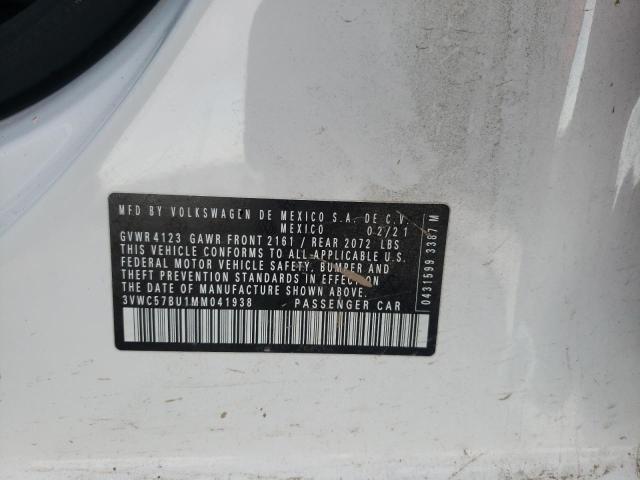 MFD BY VOLKSWAGEN DE MEXICO S.A. DE C.V.
MEXICO 02/21
GVWR 4123 GAWR FRONT 2161 / REAR 2072 LBS
THIS VEHICLE CONFORMS TO ALL APPLICABLE U.S.
FEDERAL MOTOR VEHICLE SAFETY, BUMPER AND
THEFT PREVENTION STANDARDS IN EFFECT ON
THE DATE OF MANUFACTURE SHOWN ABOVE.
3VWC57BU1MM041938 PASSENGER CAR
0431599 3387 M